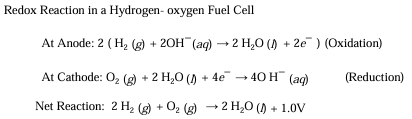 Redox Reaction in a Hydrogen- oxygen Fuel Cell
At Anode: 2 ( H₂ (g) + 2OH⁻(aq) → 2 H₂O (l) + 2e⁻ ) (Oxidation)
At Cathode: O₂ (g) + 2 H₂O (l) + 4e⁻ → 4O H⁻ (aq) (Reduction)
Net Reaction: 2 H₂ (g) + O₂ (g) → 2 H₂O (l) + 1.0V